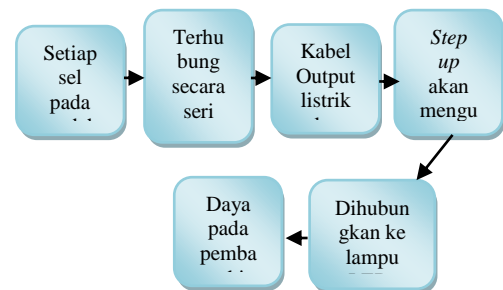 Setiap
sel
pada
Terhu
bung
secara
seri
Kabel
Output
listrik
Step
up
akan
mengu
Dihubun
gkan ke
lampu
Daya
pada
pemba